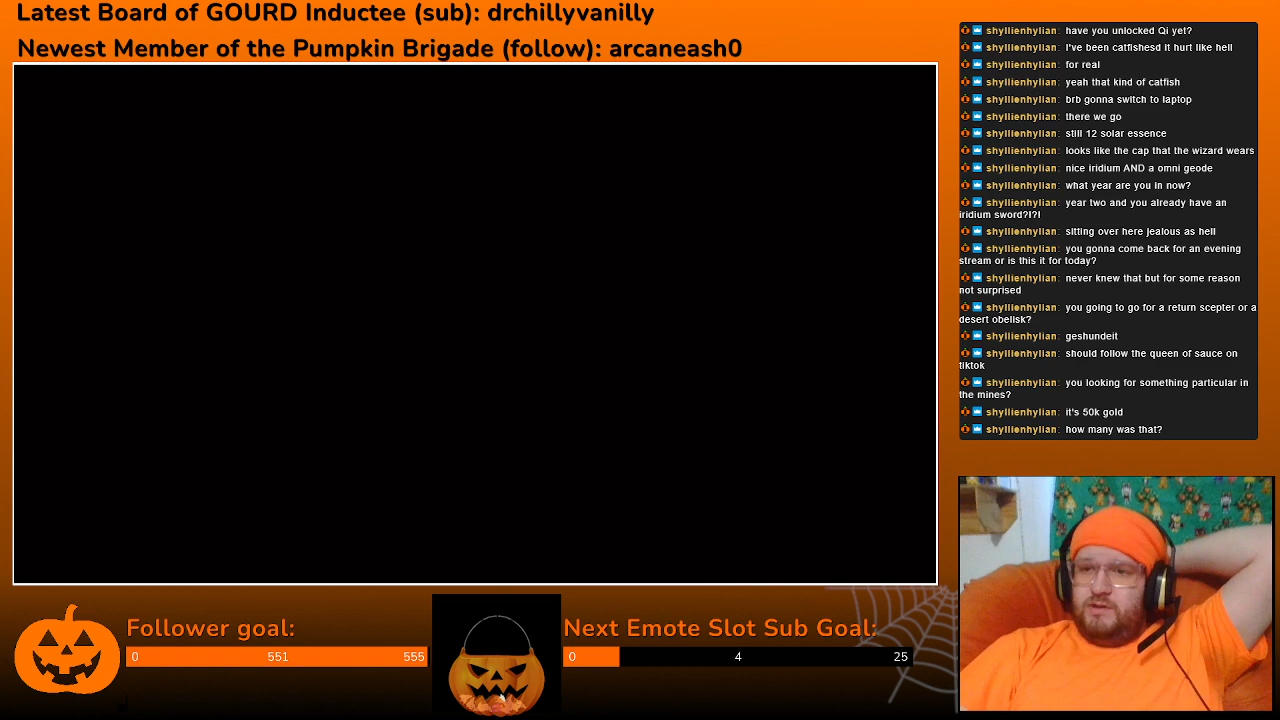 Latest Board of GOURD Inductee (sub): drchillyvanilly
Newest Member of the Pumpkin Brigade (follow): arcaneash0
shyllienhylian: have you unlocked Qi yet?
shyllienhylian: I've been catfishesd it hurt like hell
shyllienhylian: for real
shyllienhylian: yeah that kind of catfish
shyllienhylian: brb gonna switch to laptop
shyllienhylian: there we go
shyllienhylian: still 12 solar essence
shyllienhylian: looks like the cap that the wizard wears
shyllienhylian: nice iridium AND a omni geode
shyllienhylian: what year are you in now?
shyllienhylian: year two and you already have an
iridium sword?!?!
shyllienhylian: sitting over here jealous as hell
shyllienhylian: you gonna come back for an evening
stream or is this it for today?
shyllienhylian: never knew that but for some reason
not surprised
shyllienhylian: you going to go for a return scepter or a
desert obelisk?
shyllienhylian: geshundeit
shyllienhylian: should follow the queen of sauce on
tiktok
shyllienhylian: you looking for something particular in
the mines?
shyllienhylian: it's 50k gold
shyllienhylian: how many was that?
Follower goal:
0 551 555
Next Emote Slot Sub Goal:
0 4 25